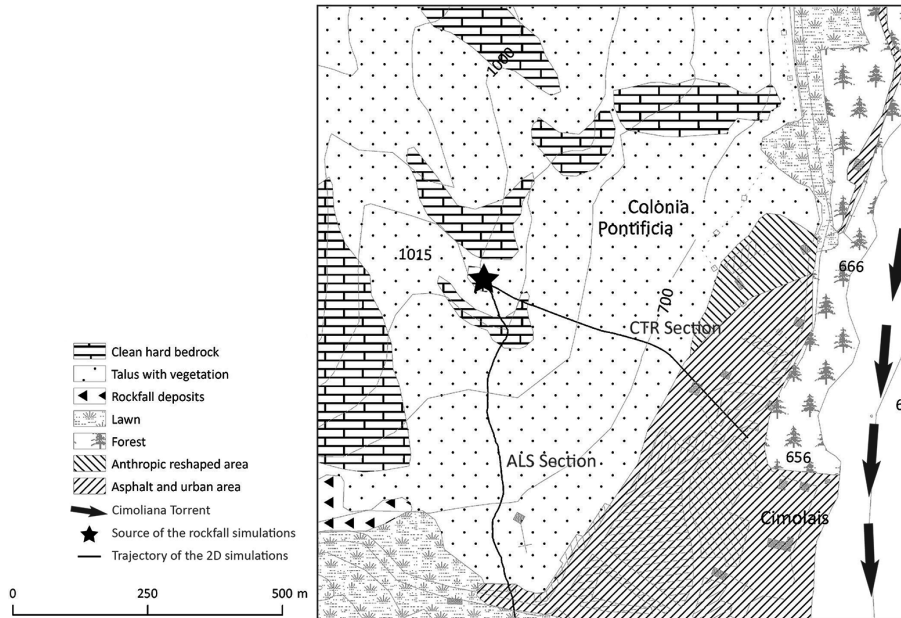 1000
Colonia
Pontificia
.1015
666
700
CTR Section
Clean hard bedrock
Talus with vegetation
Rockfall deposits
Lawn
Forest
Anthropic reshaped area
Asphalt and urban area
Cimoliana Torrent
Source of the rockfall simulations
Trajectory of the 2D simulations
6
656
ALS Section
Cimolais
0 250 500 m